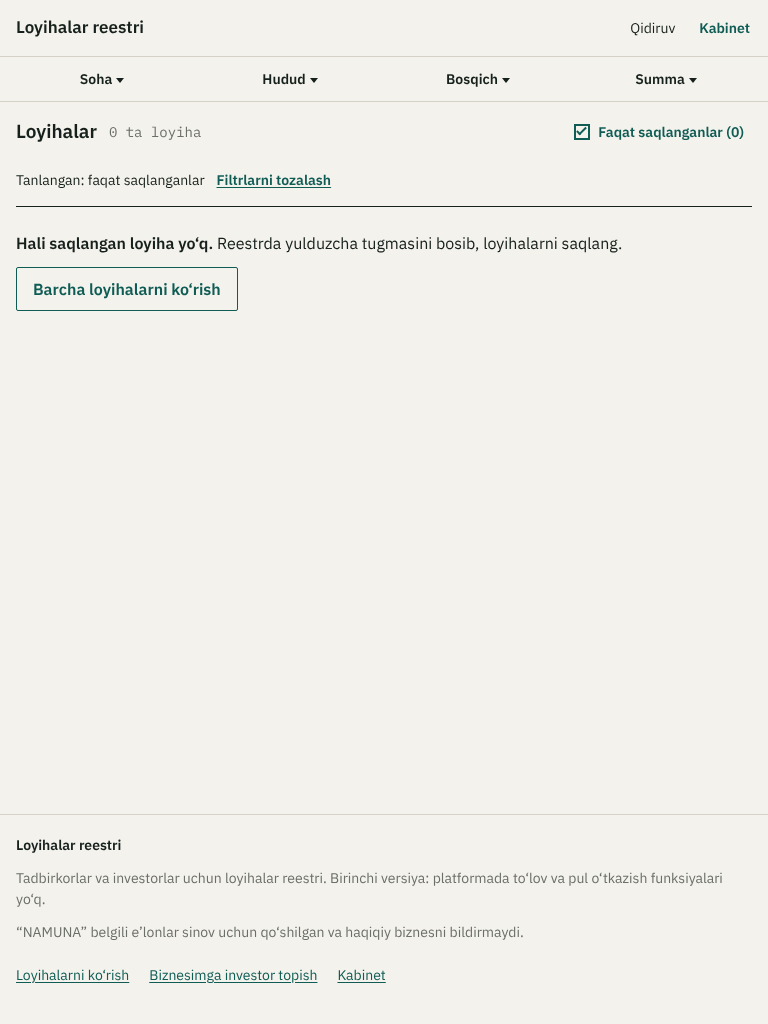 Loyihalar reestri
Qidiruv
Kabinet
Soha
Hudud
Bosqich
Summa
Loyihalar 0 ta loyiha
Faqat saqlanganlar (0)
Tanlangan: faqat saqlanganlar Filtrlarni tozalash
Hali saqlangan loyiha yo‘q. Reestrda yulduzcha tugmasini bosib, loyihalarni saqlang.
Barcha loyihalarni ko‘rish
Loyihalar reestri
Tadbirkorlar va investorlar uchun loyihalar reestri. Birinchi versiya: platformada to‘lov va pul o‘tkazish funksiyalari
yo‘q.
“NAMUNA” belgili e’lonlar sinov uchun qo‘shilgan va haqiqiy biznesni bildirmaydi.
Loyihalarni ko‘rish Biznesimga investor topish Kabinet